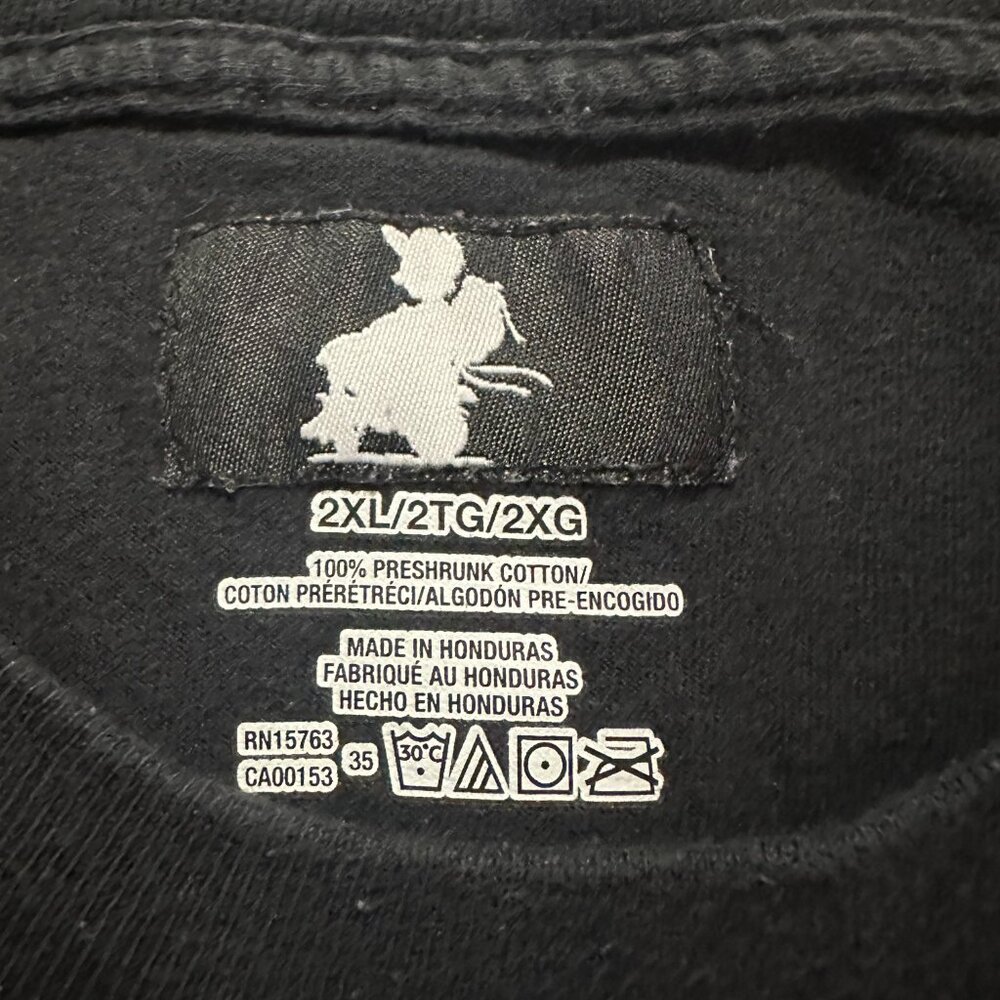 2XL/2TG/2XG
100% PRESHRUNK COTTON/
COTON PRÉRÉTRÉCI/ALGODÓN PRE-ENCOGIDO
MADE IN HONDURAS
FABRIQUÉ AU HONDURAS
HECHO EN HONDURAS
RN15763
CA00153
35
30°C